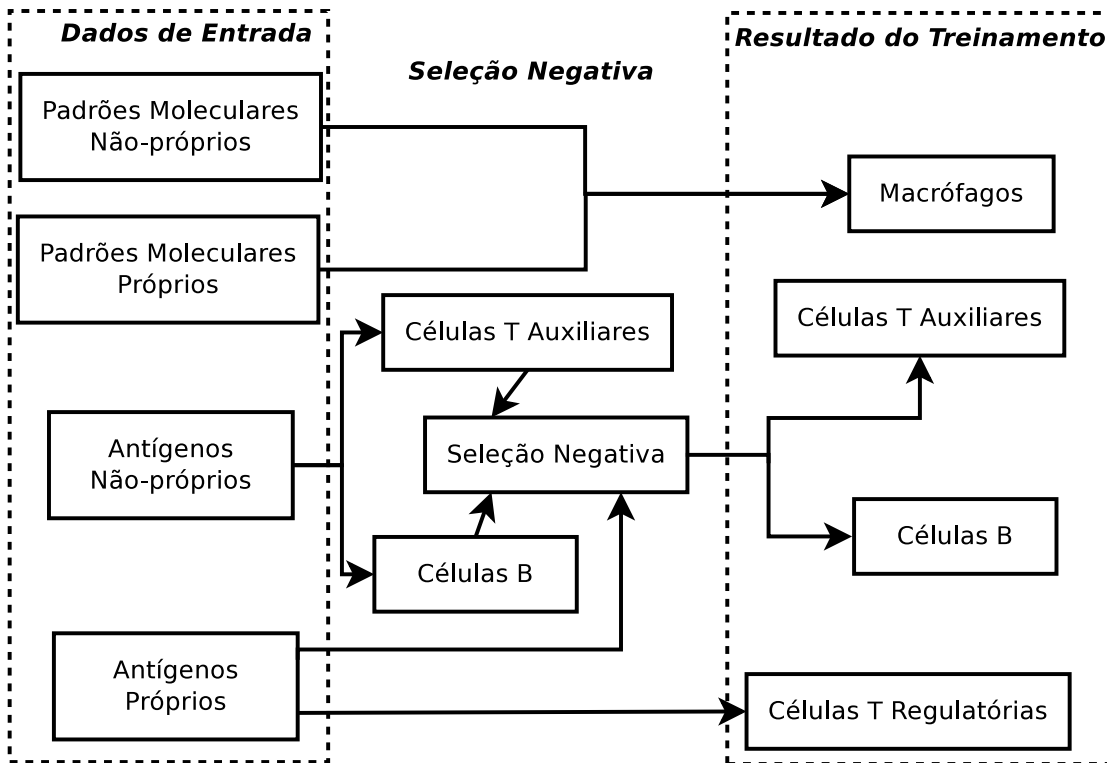 Dados de Entrada
Seleção Negativa
Resultado do Treinamento
Padrões Moleculares
Não-próprios
Padrões Moleculares
Próprios
Antígenos
Não-próprios
Antígenos
Próprios
Células T Auxiliares
Seleção Negativa
Células B
Macrófagos
Células T Auxiliares
Células B
Células T Regulatórias